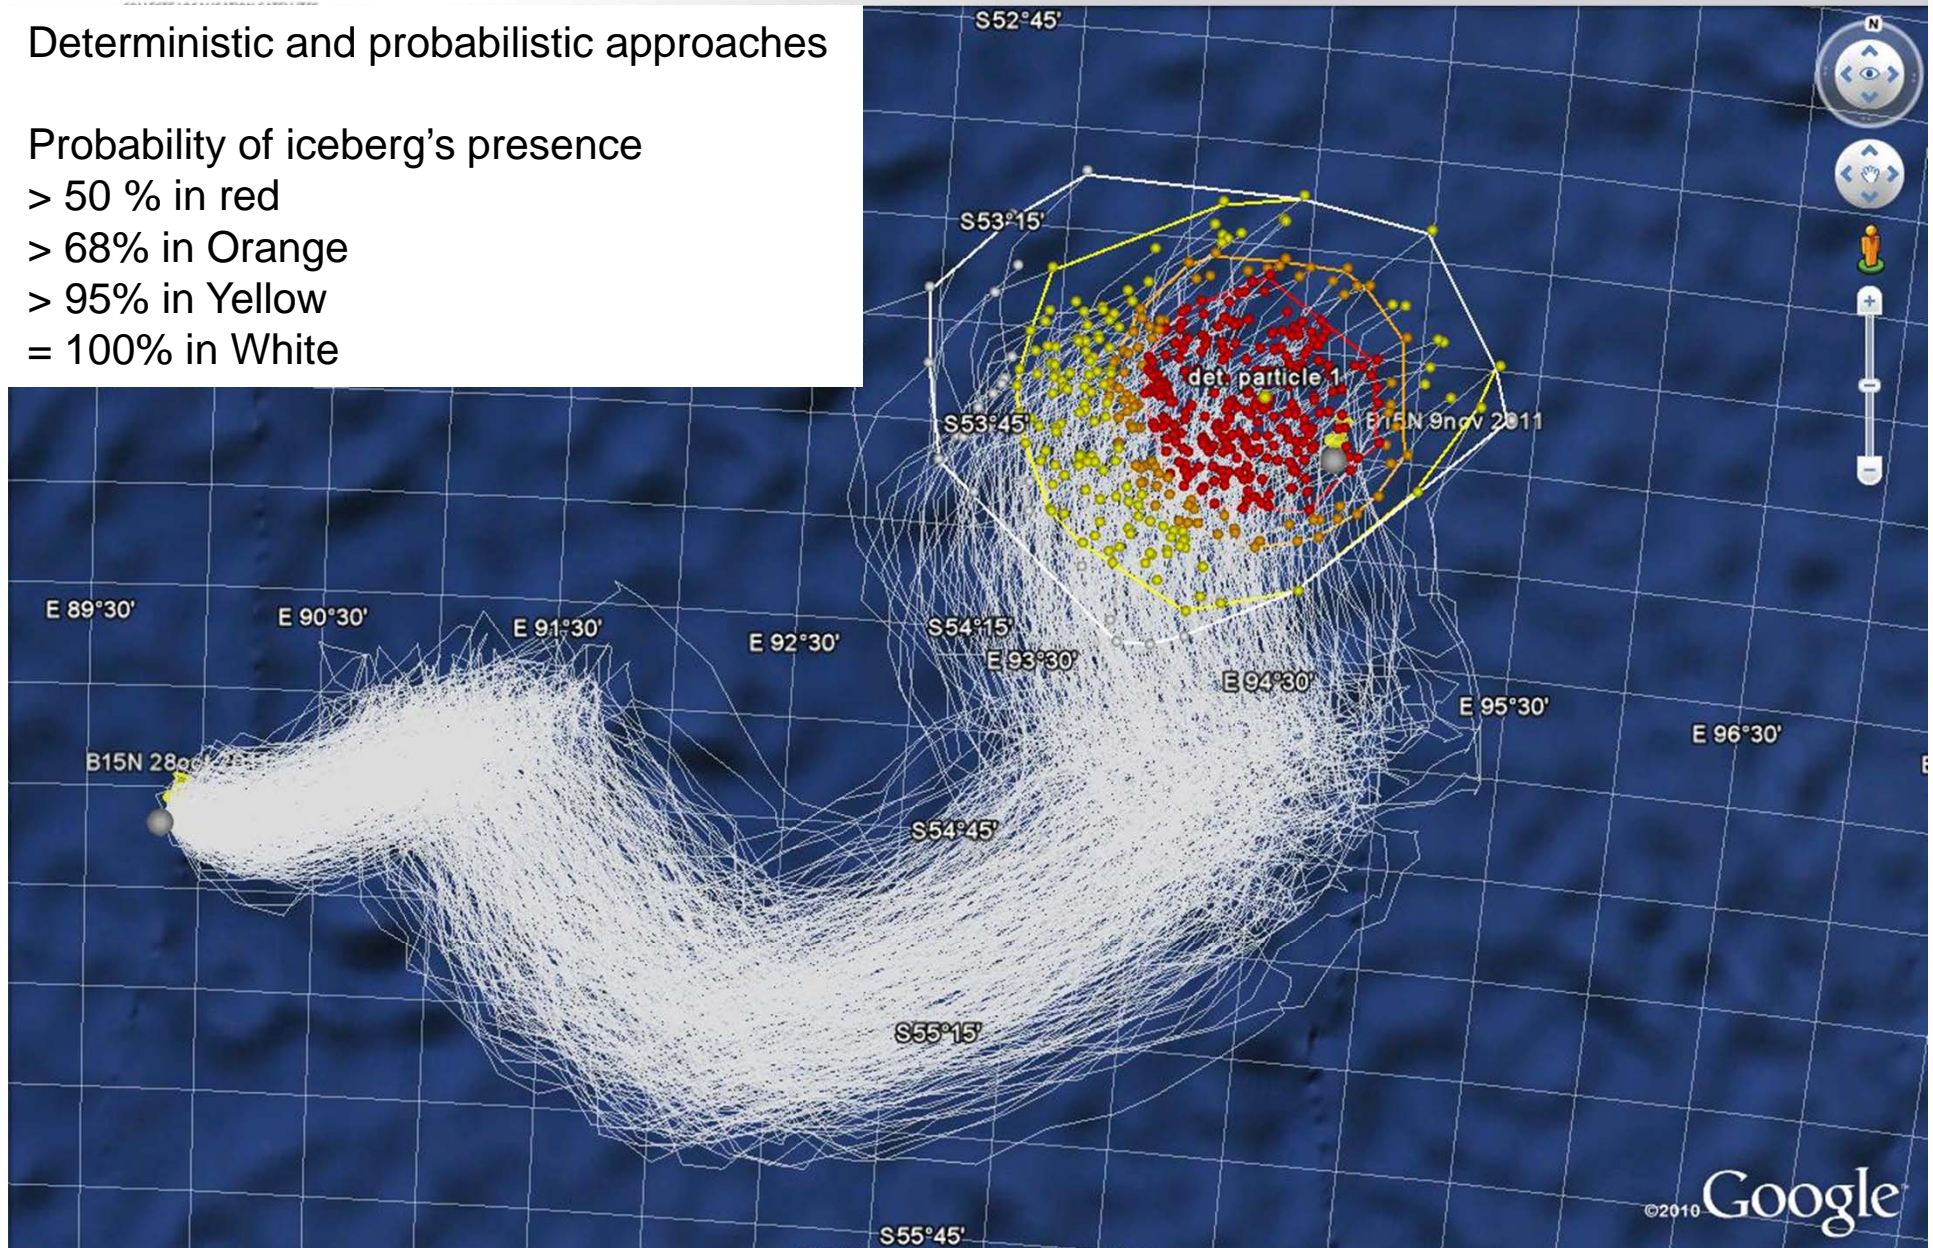 Deterministic and probabilistic approaches
Probability of iceberg’s presence
> 50 % in red
> 68% in Orange
> 95% in Yellow
= 100% in White
S52°45'
N
S53°15'
det. particle 1
S53°45'
B15N 9nov 2011
E 89°30'
E 90°30'
E 91°30'
E 92°30'
S54°15'
E 93°30'
E 94°30'
E 95°30'
E 96°30'
B15N 28oct 2011
S54°45'
S55°15'
©2010 Google
S55°45'